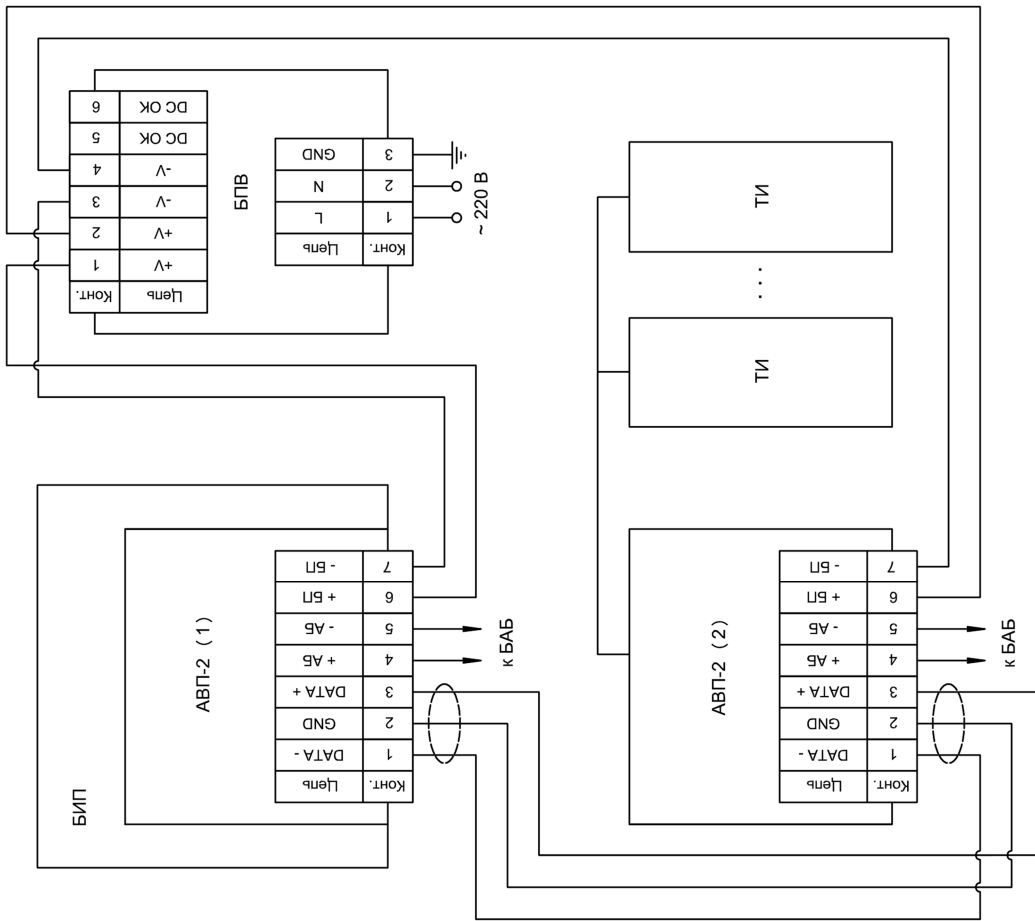 БПВ
Конт. Цепь
1 +V
2 +V
3 -V
4 -V
5 DC OK
6 DC OK
Цепь Конт.
L 1
N 2
GND 3
~ 220 В
ТИ
. . . .
ТИ
БИП
АВП-2 (1)
Цепь Конт.
DATA - 1
GND 2
DATA + 3
+ АБ 4
- АБ 5
+ БП 6
- БП 7
к БАБ
АВП-2 (2)
Цепь Конт.
DATA - 1
GND 2
DATA + 3
+ АБ 4
- АБ 5
+ БП 6
- БП 7
к БАБ